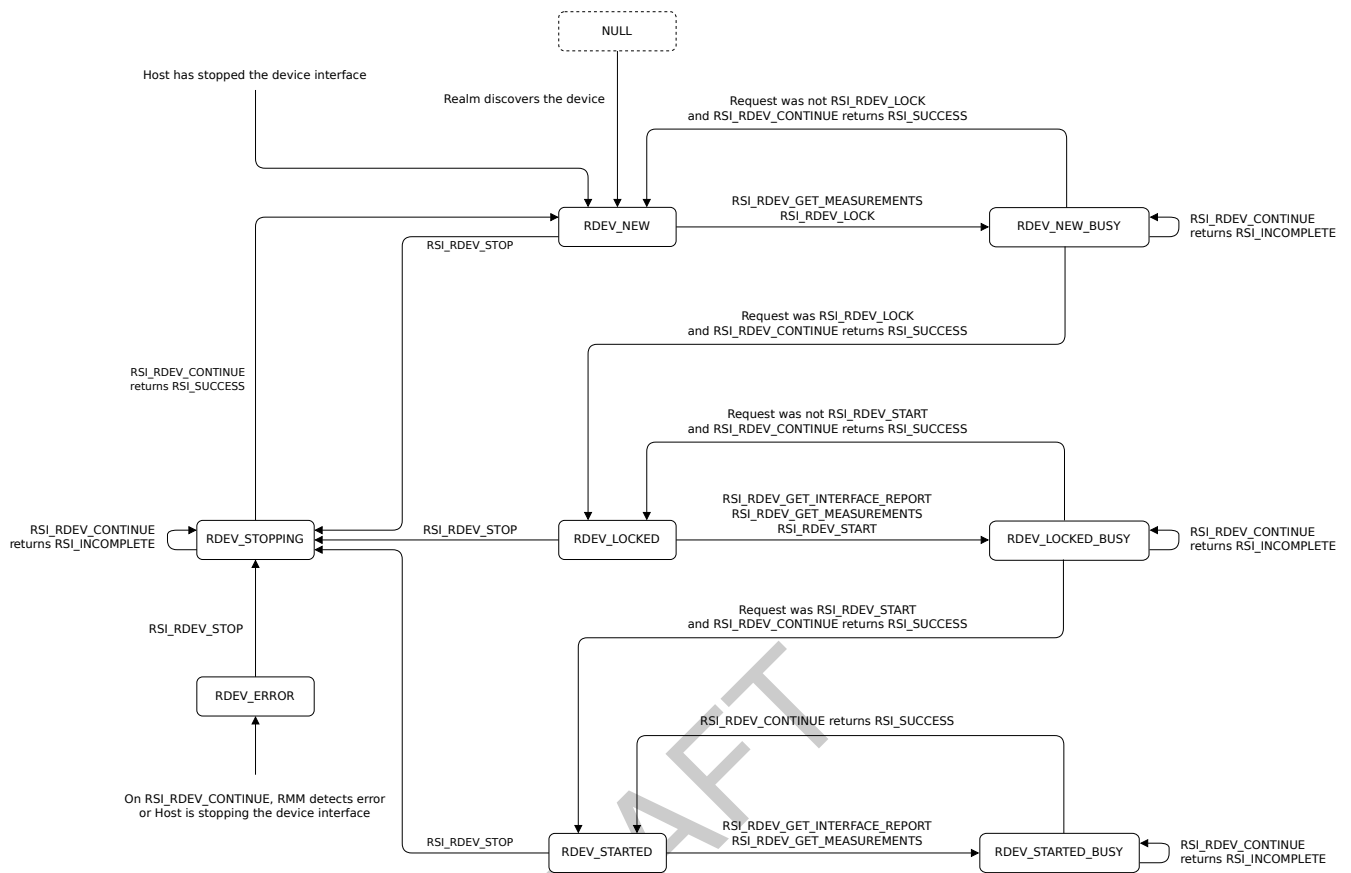 NULL
Host has stopped the device interface
Realm discovers the device
Request was not RSI_RDEV_LOCK
and RSI_RDEV_CONTINUE returns RSI_SUCCESS
RSI_RDEV_GET_MEASUREMENTS
RSI_RDEV_LOCK
RDEV_NEW
RDEV_NEW_BUSY
RSI_RDEV_CONTINUE
returns RSI_INCOMPLETE
RSI_RDEV_STOP
Request was RSI_RDEV_LOCK
and RSI_RDEV_CONTINUE returns RSI_SUCCESS
RSI_RDEV_CONTINUE
returns RSI_SUCCESS
Request was not RSI_RDEV_START
and RSI_RDEV_CONTINUE returns RSI_SUCCESS
RSI_RDEV_GET_INTERFACE_REPORT
RSI_RDEV_GET_MEASUREMENTS
RSI_RDEV_START
RSI_RDEV_CONTINUE
returns RSI_INCOMPLETE
RDEV_STOPPING
RSI_RDEV_STOP
RDEV_LOCKED
RDEV_LOCKED_BUSY
RSI_RDEV_CONTINUE
returns RSI_INCOMPLETE
Request was RSI_RDEV_START
and RSI_RDEV_CONTINUE returns RSI_SUCCESS
RSI_RDEV_STOP
RDEV_ERROR
RSI_RDEV_CONTINUE returns RSI_SUCCESS
On RSI_RDEV_CONTINUE, RMM detects error
or Host is stopping the device interface
RSI_RDEV_GET_INTERFACE_REPORT
RSI_RDEV_GET_MEASUREMENTS
RSI_RDEV_STOP
RDEV_STARTED
RDEV_STARTED_BUSY
RSI_RDEV_CONTINUE
returns RSI_INCOMPLETE
AFT